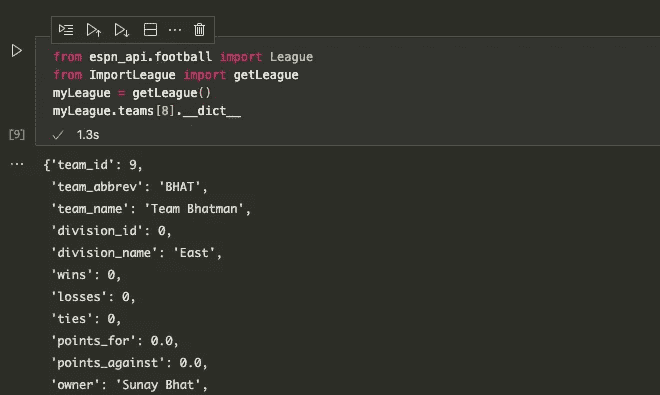 from espn_api.football import League
from ImportLeague import getLeague
myLeague = getLeague()
myLeague.teams[8].__dict__
[9]
1.3s
{'team_id': 9,
'team_abbrev': 'BHAT',
'team_name': 'Team Bhatman',
'division_id': 0,
'division_name': 'East',
'wins': 0,
'losses': 0,
'ties': 0,
'points_for': 0.0,
'points_against': 0.0,
'owner': 'Sunay Bhat',